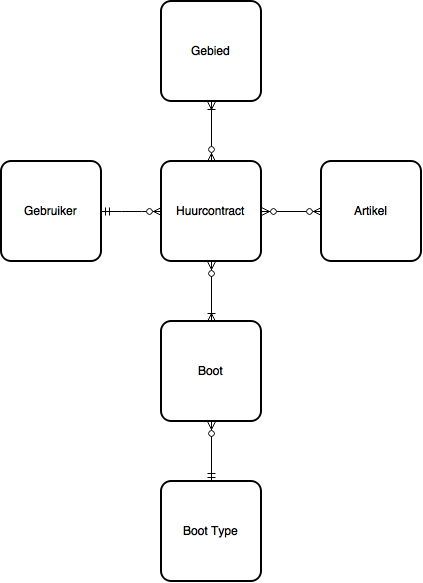 Gebied
Gebruiker
Huurcontract
Artikel
Boot
Boot Type